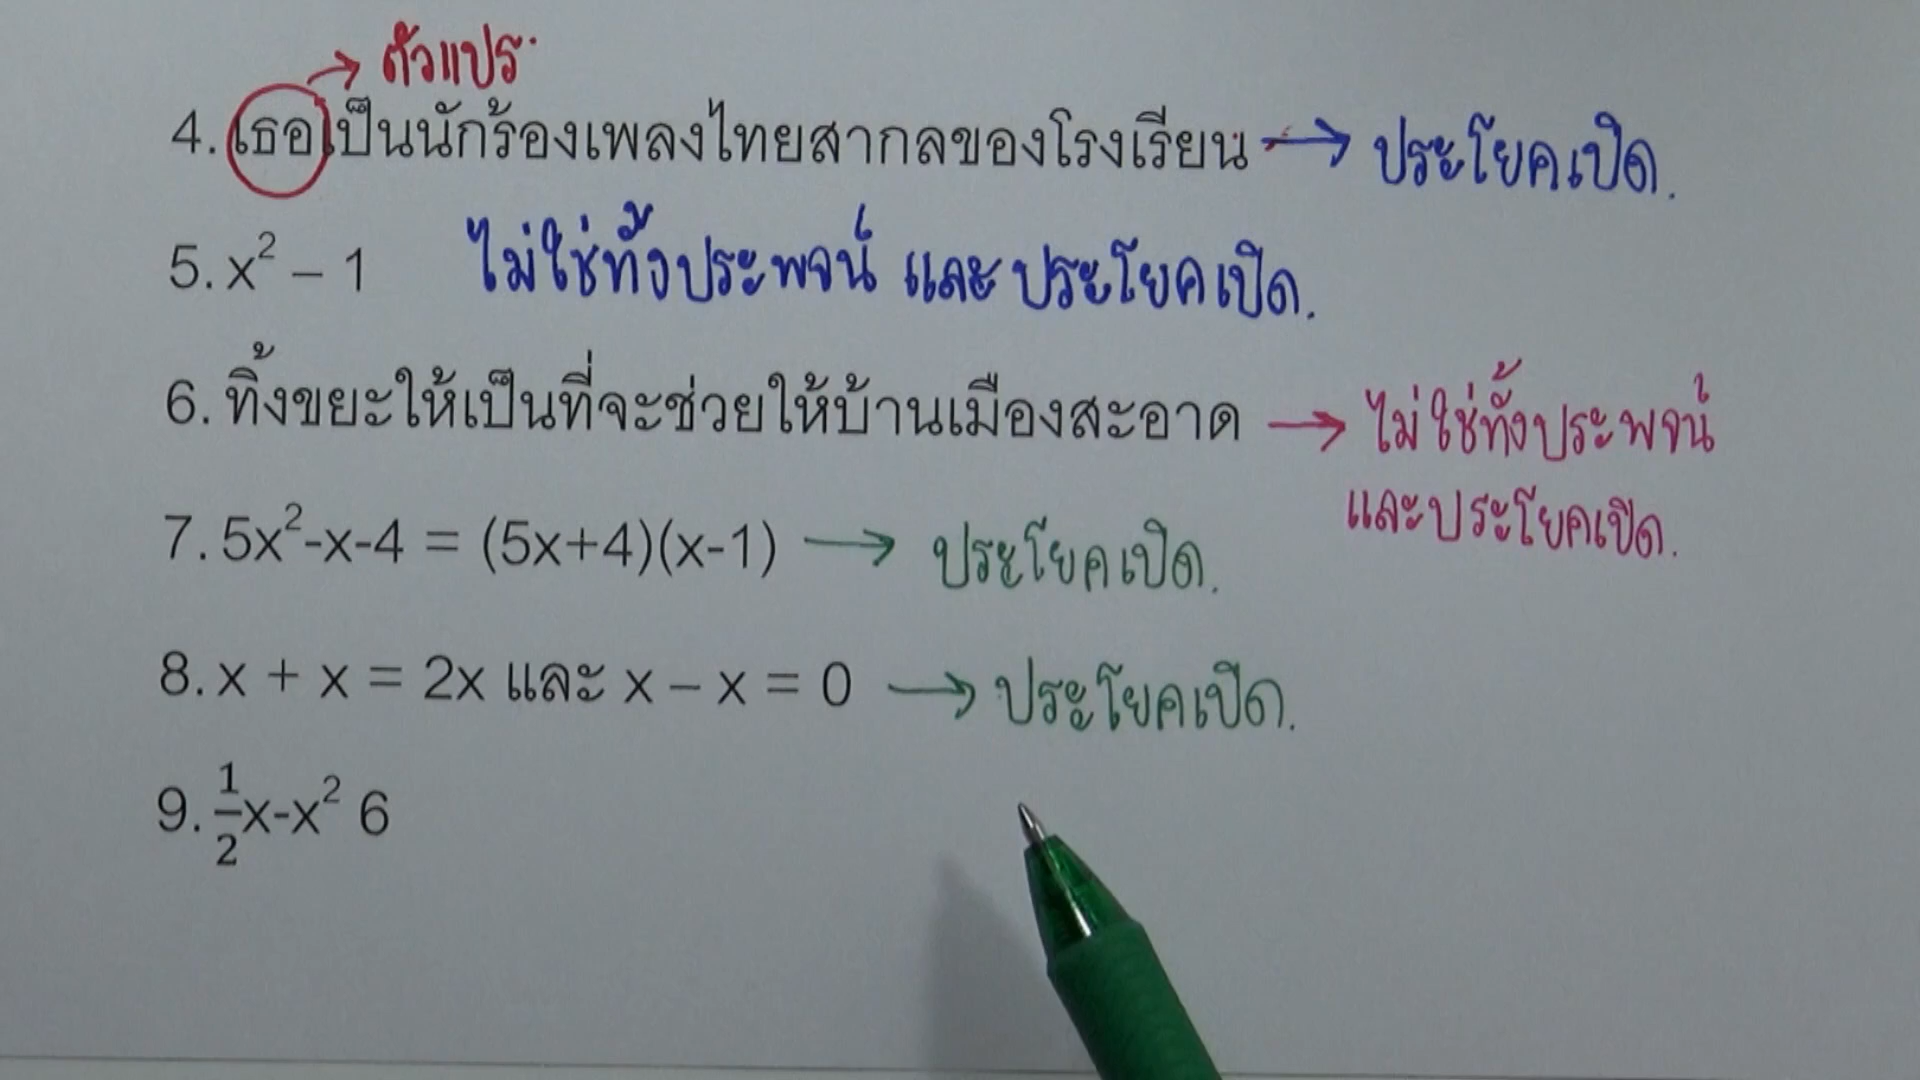 → ตัวแปร
4. เธอเป็นนักร้องเพลงไทยสากลของโรงเรียน → ประโยคเปิด.
5. x² – 1 ไม่ใช่ทั้งประพจน์ และ ประโยคเปิด.
6. ทิ้งขยะให้เป็นที่จะช่วยให้บ้านเมืองสะอาด → ไม่ใช่ทั้งประพจน์
และประโยคเปิด.
7. 5x²-x-4 = (5x+4)(x-1) → ประโยคเปิด.
8. x + x = 2x และ x – x = 0 → ประโยคเปิด.
9. ½x-x² 6